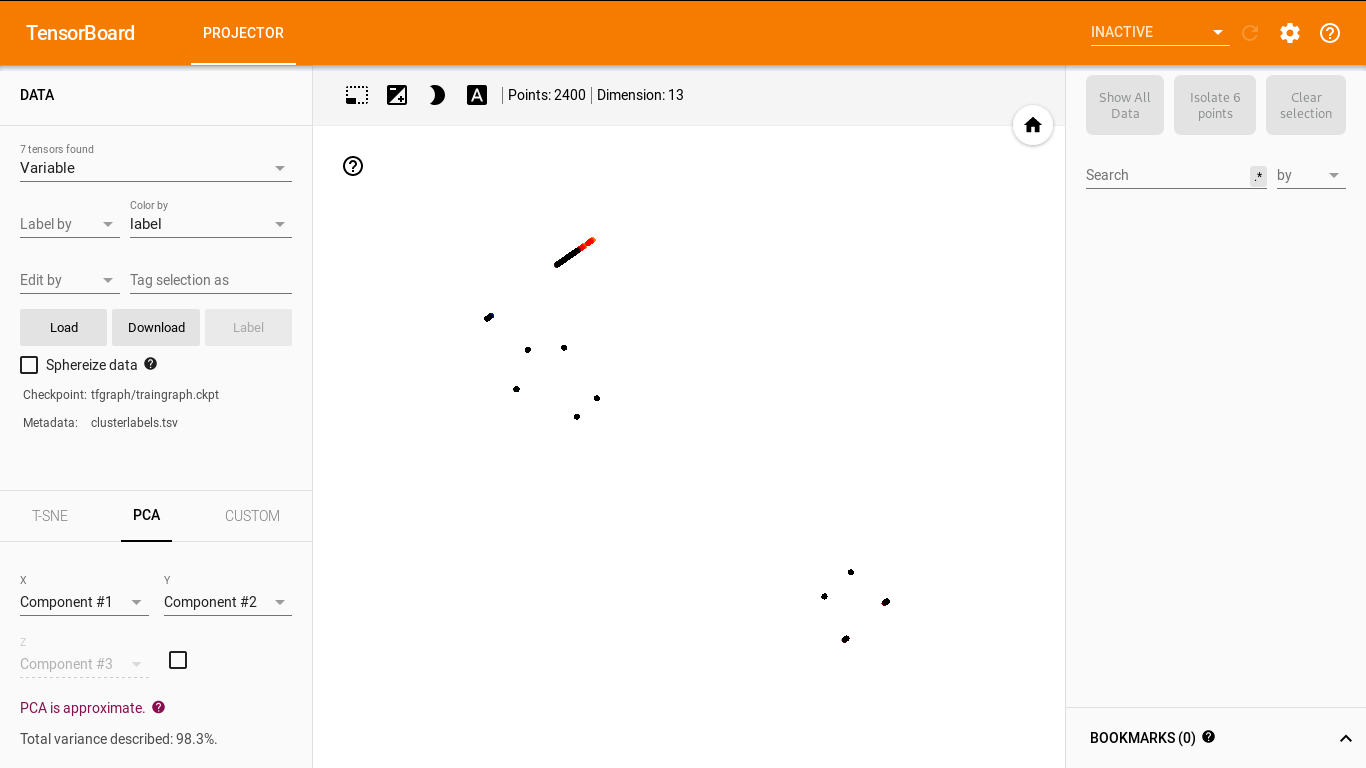 TensorBoard
PROJECTOR
INACTIVE
DATA
Points: 2400
Dimension: 13
Show All
Data
Isolate 6
points
Clear
selection
7 tensors found
Variable
Search
.*
by
Color by
Label by
label
Edit by
Tag selection as
Load
Download
Label
Sphereize data
Checkpoint: tfgraph/traingraph.ckpt
Metadata: clusterlabels.tsv
T-SNE
PCA
CUSTOM
X
Y
Component #1
Component #2
Z
Component #3
PCA is approximate.
Total variance described: 98.3%.
BOOKMARKS (0)